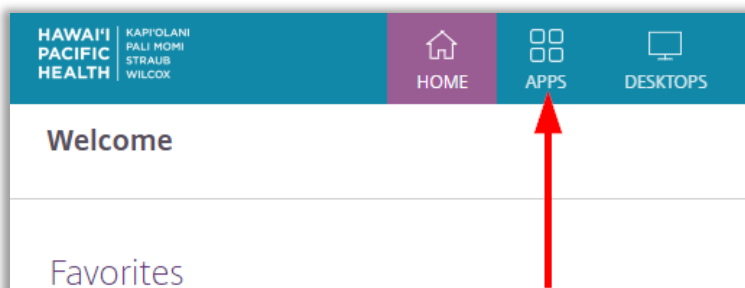 HAWAI'I
PACIFIC
HEALTH
KAPI'OLANI
PALI MOMI
STRAUB
WILCOX
HOME
APPS
DESKTOPS
Welcome
Favorites